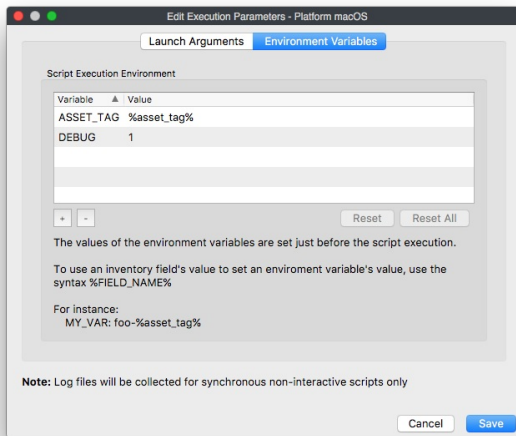 Edit Execution Parameters - Platform macOS
Launch Arguments Environment Variables
Script Execution Environment
Variable ▲ Value
ASSET_TAG %asset_tag%
DEBUG 1
+ - Reset Reset All
The values of the environment variables are set just before the script execution.
To use an inventory field's value to set an enviroment variable's value, use the
syntax %FIELD_NAME%
For instance:
MY_VAR: foo-%asset_tag%
Note: Log files will be collected for synchronous non-interactive scripts only
Cancel Save